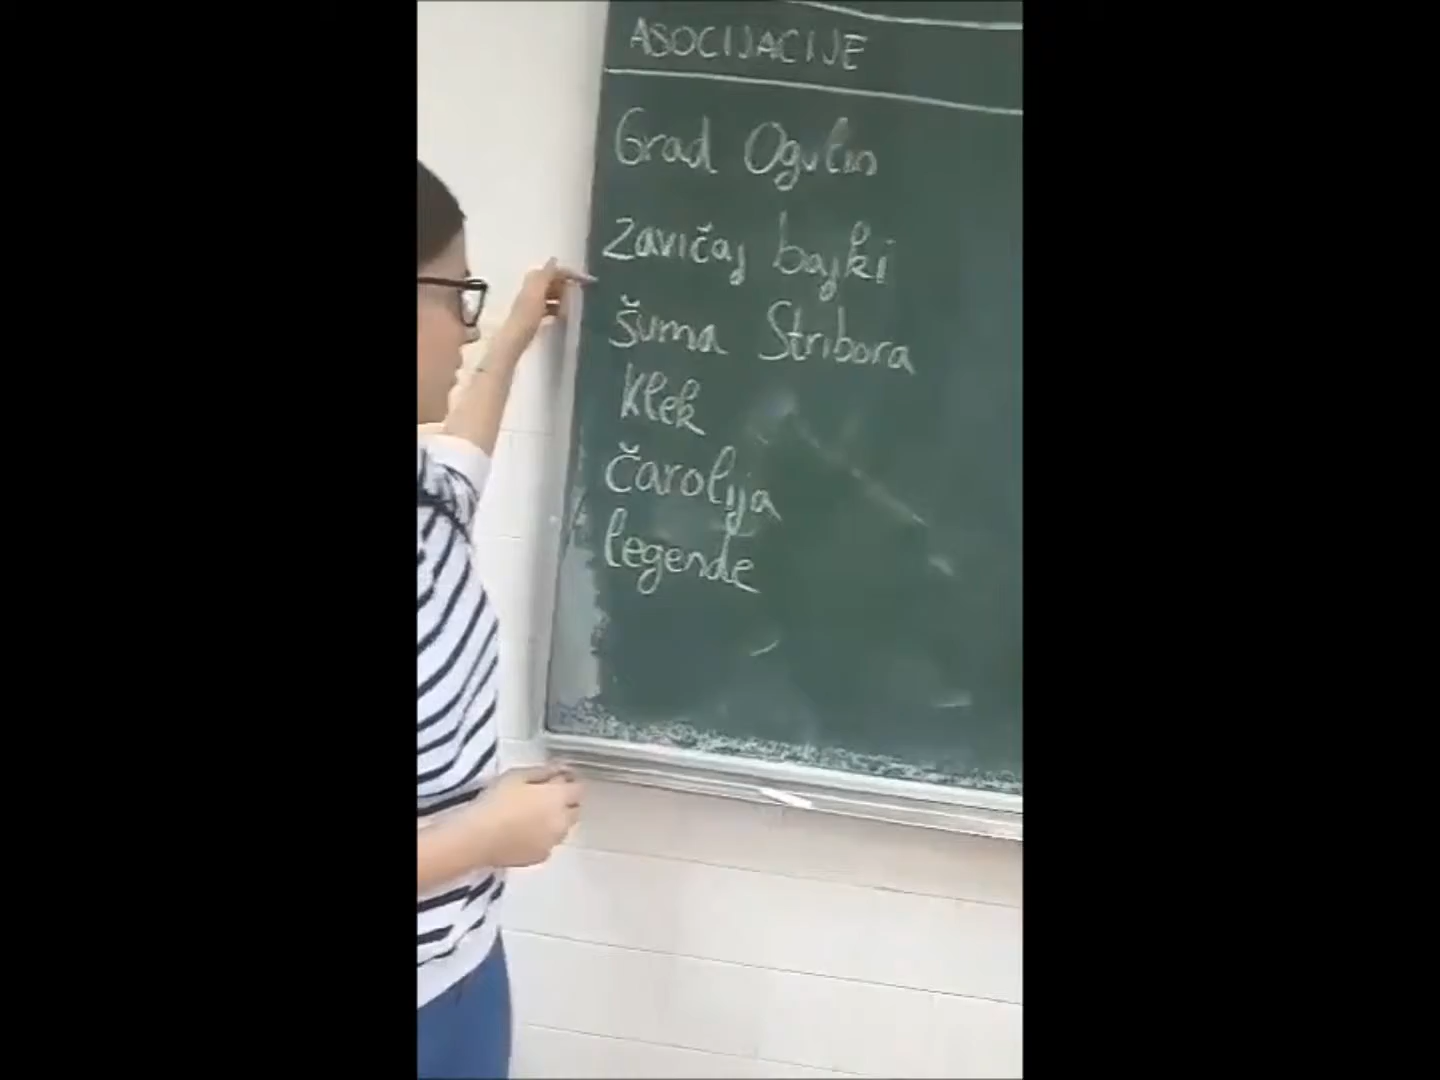 ASOCIJACIJE
Grad Ogulin
Zavičaj bajki
Šuma Stribora
Klek
Čarolija
legende